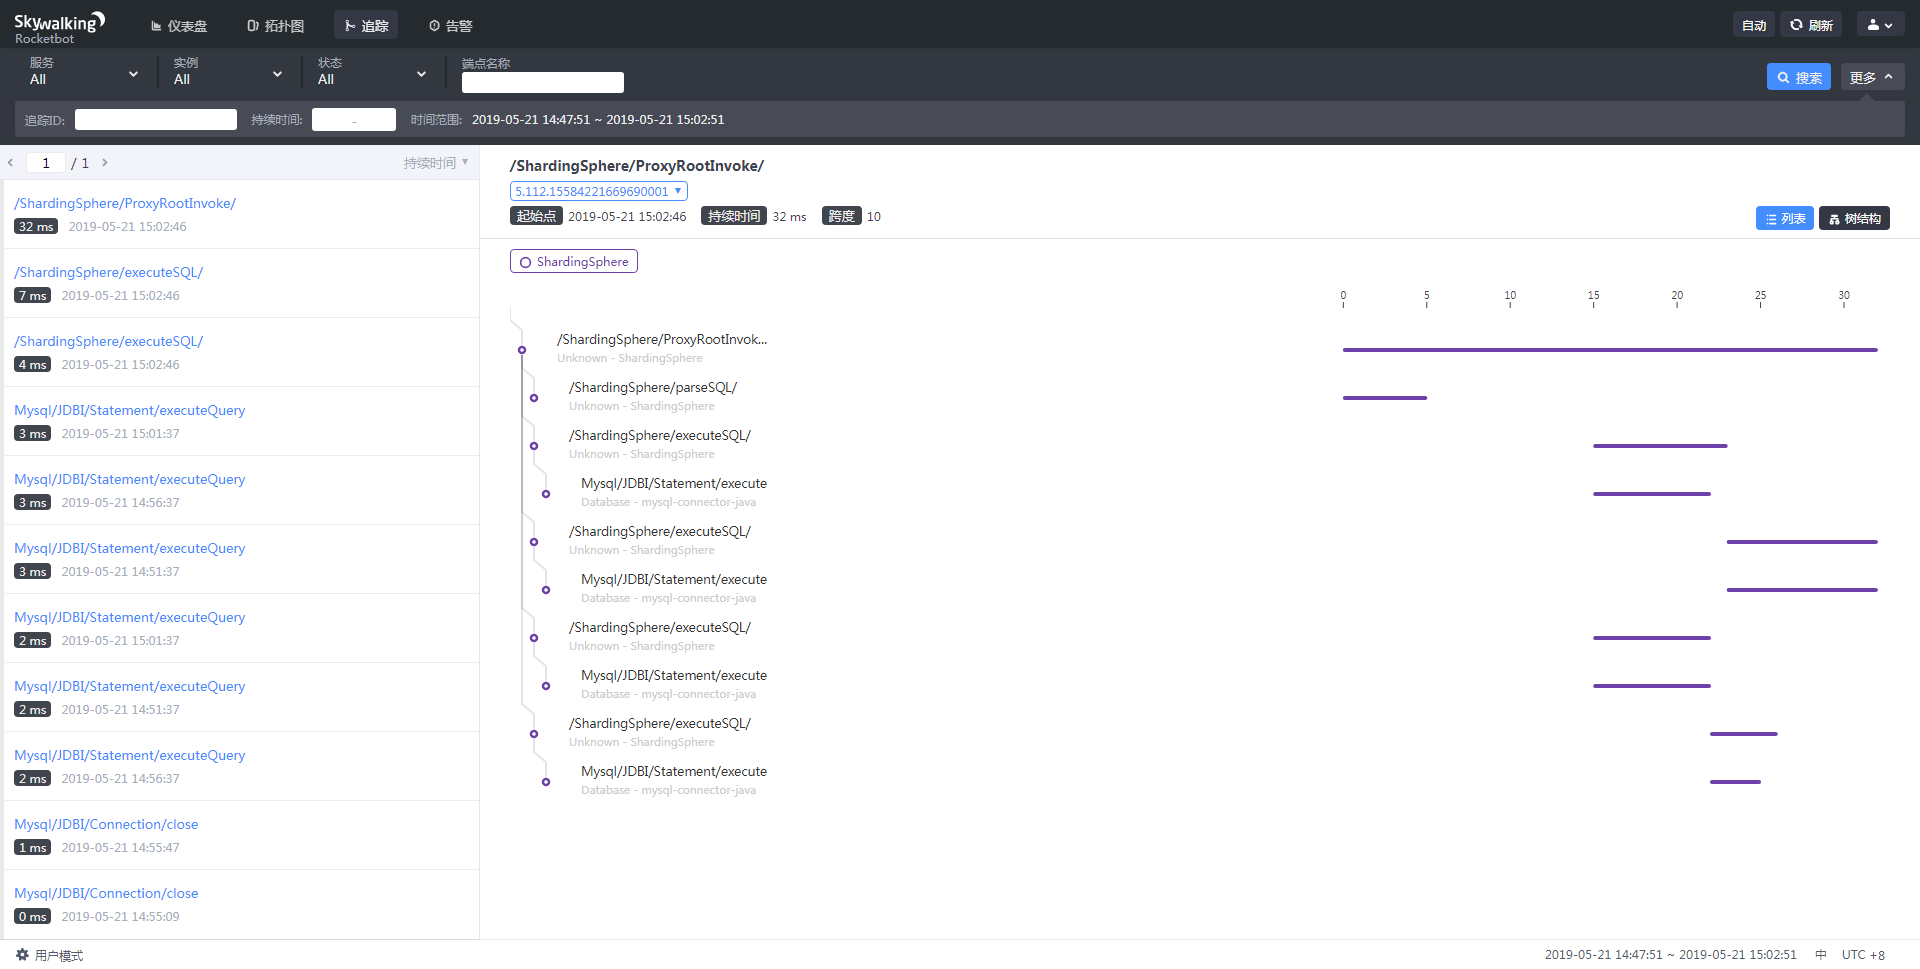 Skywalking
Rocketbot
仪表盘
拓扑图
追踪
告警
自动
刷新
服务
All
实例
All
状态
All
端点名称
搜索
更多
追踪ID:
持续时间:
-
时间范围:
2019-05-21 14:47:51 ~ 2019-05-21 15:02:51
1 / 1
持续时间
/ShardingSphere/ProxyRootInvoke/
32 ms 2019-05-21 15:02:46
/ShardingSphere/executeSQL/
7 ms 2019-05-21 15:02:46
/ShardingSphere/executeSQL/
4 ms 2019-05-21 15:02:46
Mysql/JDBI/Statement/executeQuery
3 ms 2019-05-21 15:01:37
Mysql/JDBI/Statement/executeQuery
3 ms 2019-05-21 14:56:37
Mysql/JDBI/Statement/executeQuery
3 ms 2019-05-21 14:51:37
Mysql/JDBI/Statement/executeQuery
2 ms 2019-05-21 15:01:37
Mysql/JDBI/Statement/executeQuery
2 ms 2019-05-21 14:51:37
Mysql/JDBI/Statement/executeQuery
2 ms 2019-05-21 14:56:37
Mysql/JDBI/Connection/close
1 ms 2019-05-21 14:55:47
Mysql/JDBI/Connection/close
0 ms 2019-05-21 14:55:09
/ShardingSphere/ProxyRootInvoke/
5.112.15584221669690001
起始点 2019-05-21 15:02:46 持续时间 32 ms 跨度 10
列表
树结构
ShardingSphere
0 5 10 15 20 25 30
/ShardingSphere/ProxyRootInvok...
Unknown - ShardingSphere
/ShardingSphere/parseSQL/
Unknown - ShardingSphere
/ShardingSphere/executeSQL/
Unknown - ShardingSphere
Mysql/JDBI/Statement/execute
Database - mysql-connector-java
/ShardingSphere/executeSQL/
Unknown - ShardingSphere
Mysql/JDBI/Statement/execute
Database - mysql-connector-java
/ShardingSphere/executeSQL/
Unknown - ShardingSphere
Mysql/JDBI/Statement/execute
Database - mysql-connector-java
/ShardingSphere/executeSQL/
Unknown - ShardingSphere
Mysql/JDBI/Statement/execute
Database - mysql-connector-java
用户模式
2019-05-21 14:47:51 ~ 2019-05-21 15:02:51 中 UTC +8